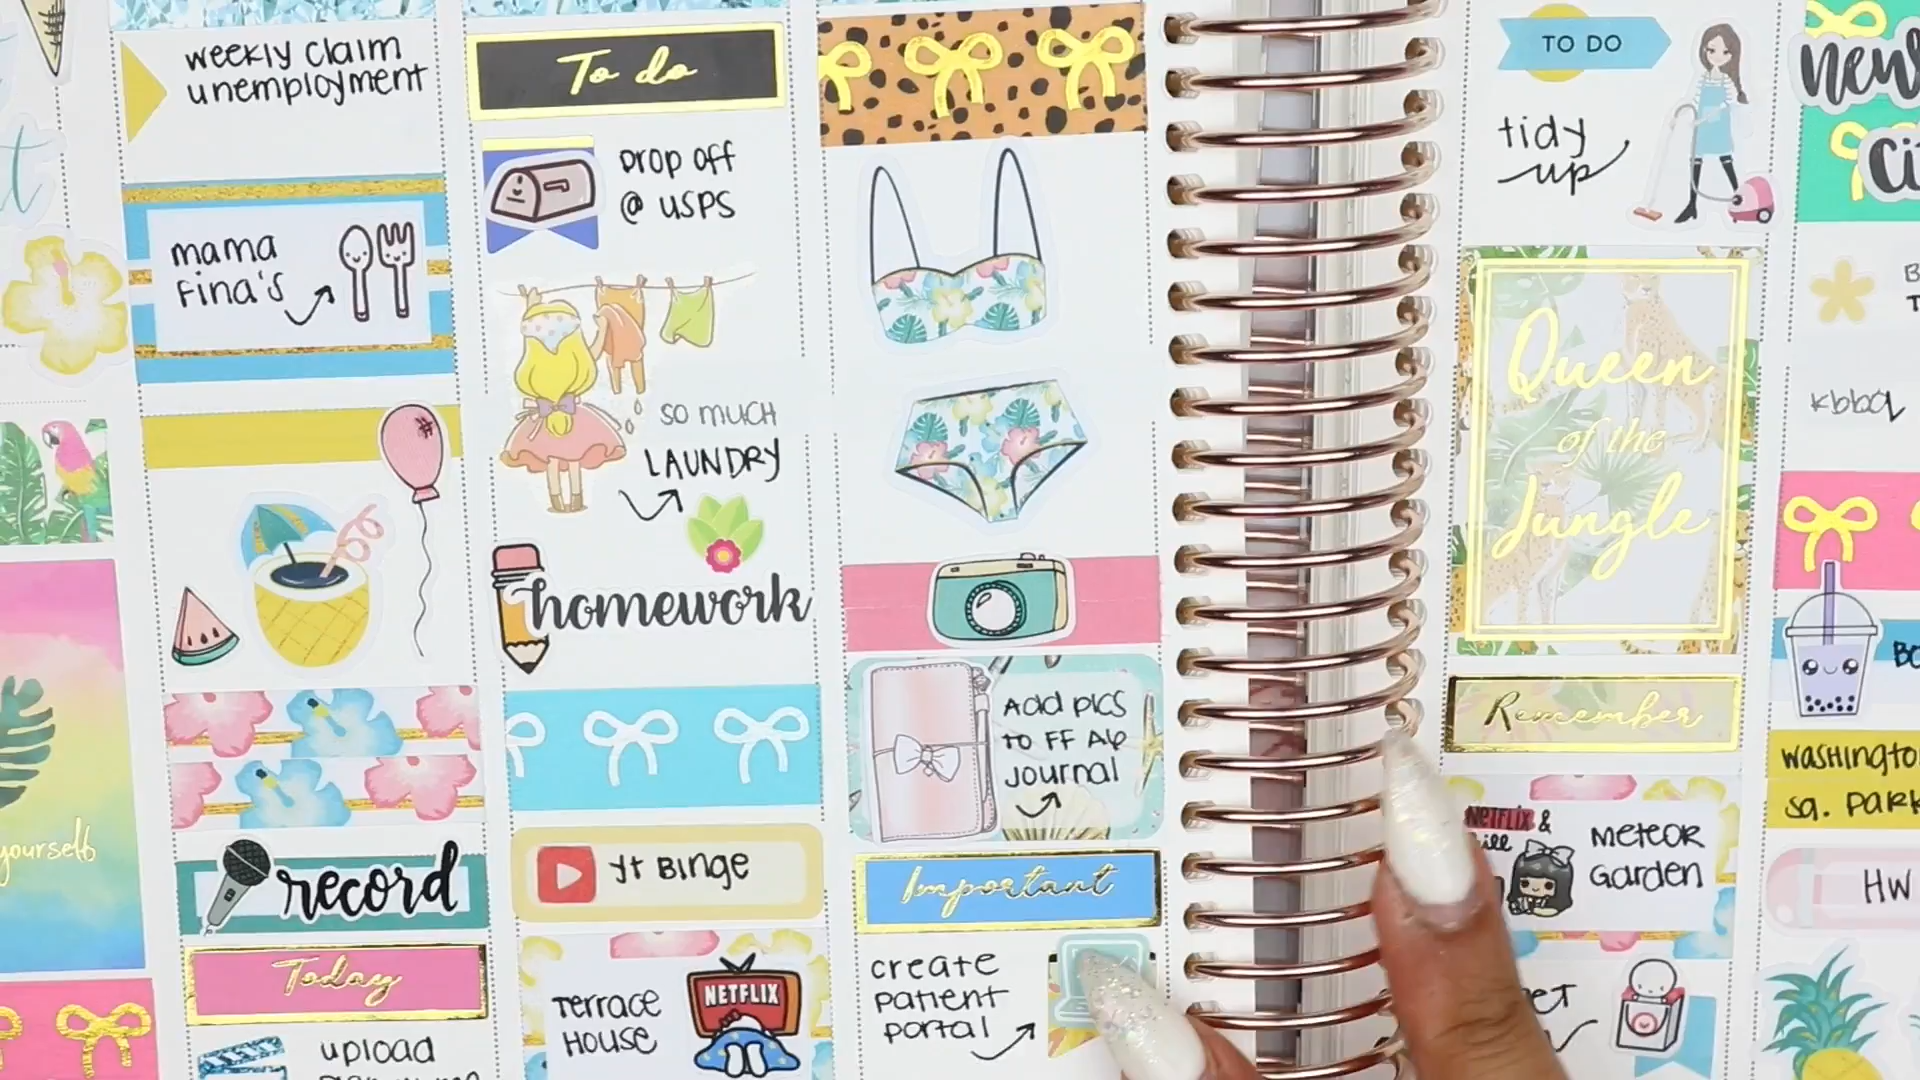 weekly claim
unemployment
mama
Fina's
record
Today
upload
yourself
To do
Drop off
@ USPS
SO MUCH
LAUNDRY
homework
YT BINGE
Terrace
House
NETFLIX
Add pics
to FF A6
journal
Important
create
patient
portal
TO DO
tidy
up
Queen
of the
Jungle
Remember
Netflix &
METEOR
Garden
new
kbbq
Washington
sq. Park
HW